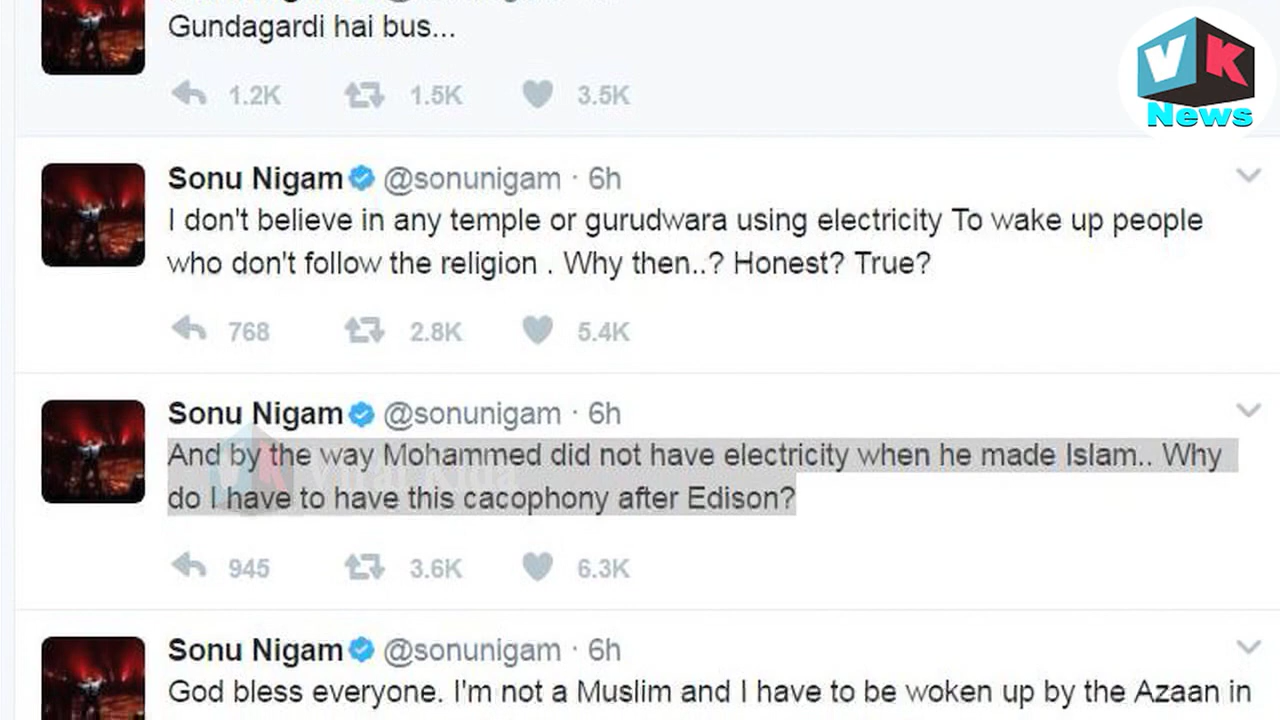 Gundagardi hai bus...
1.2K 1.5K 3.5K
VK
News
Sonu Nigam @sonunigam · 6h
I don't believe in any temple or gurudwara using electricity To wake up people
who don't follow the religion . Why then..? Honest? True?
768 2.8K 5.4K
Sonu Nigam @sonunigam · 6h
And by the way Mohammed did not have electricity when he made Islam.. Why
do I have to have this cacophony after Edison?
945 3.6K 6.3K
Sonu Nigam @sonunigam · 6h
God bless everyone. I'm not a Muslim and I have to be woken up by the Azaan in